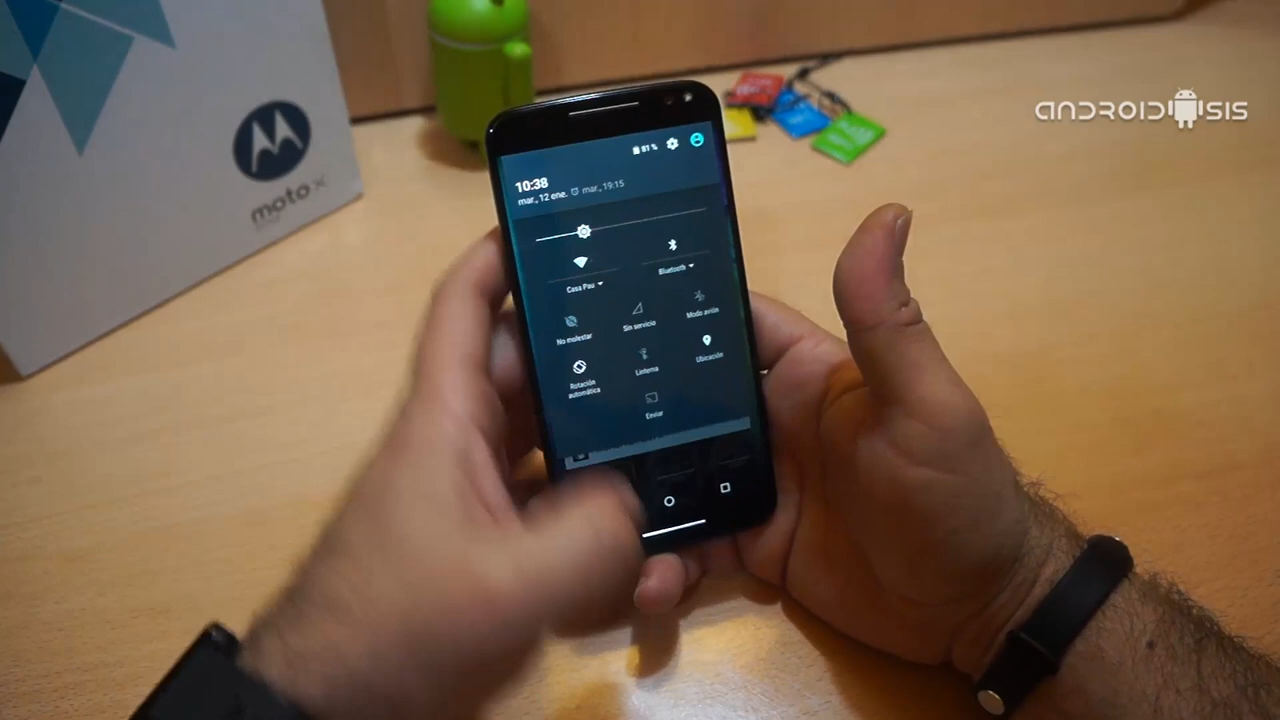 ANDROIDSIS
moto x
81 %
10:38
mar., 12 ene. mar., 19:15
Casa Pau
Bluetooth
No molestar
Sin servicio
Modo avión
Rotación
automática
Linterna
Ubicación
Enviar